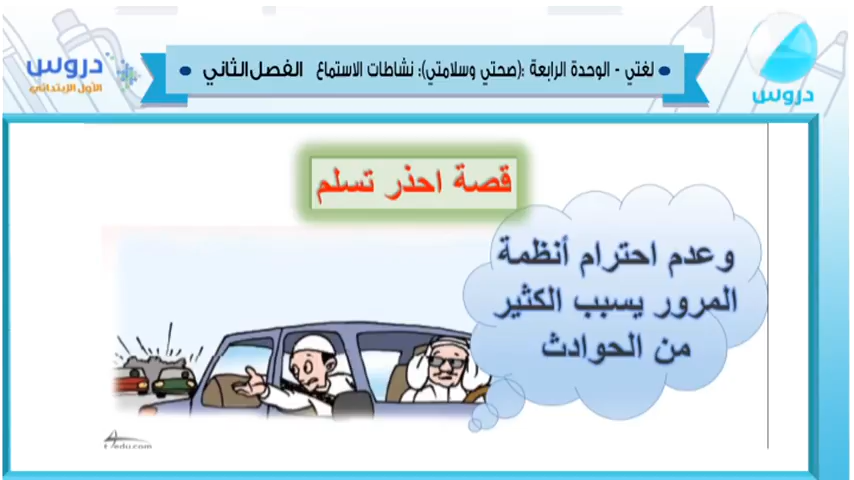 دروس
الأول الإبتدائي
لغتي - الوحدة الرابعة :(صحتي وسلامتي): نشاطات الاستماع الفصل الثاني
دروس
قصة احذر تسلم
وعدم احترام أنظمة
المرور يسبب الكثير
من الحوادث